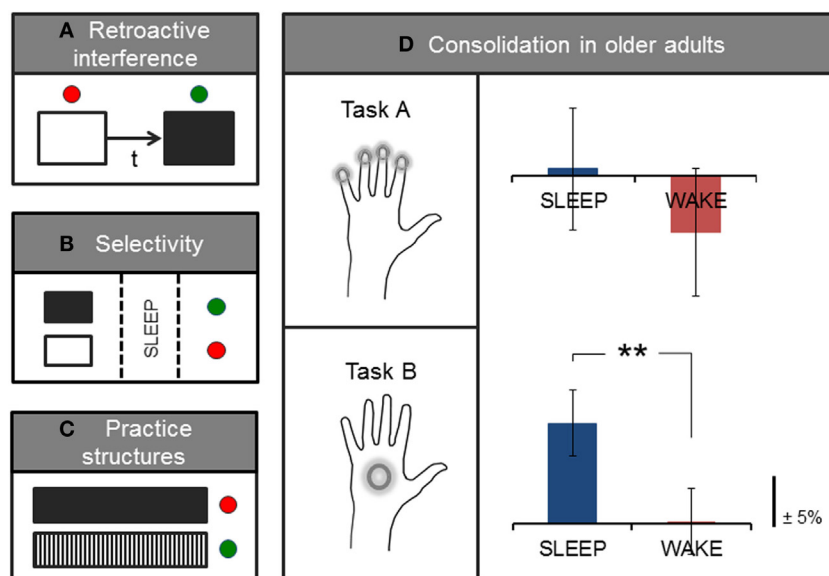 A Retroactive
interference
t
B Selectivity
SLEEP
C Practice
structures
D Consolidation in older adults
Task A
SLEEP WAKE
Task B
**
± 5%
SLEEP WAKE